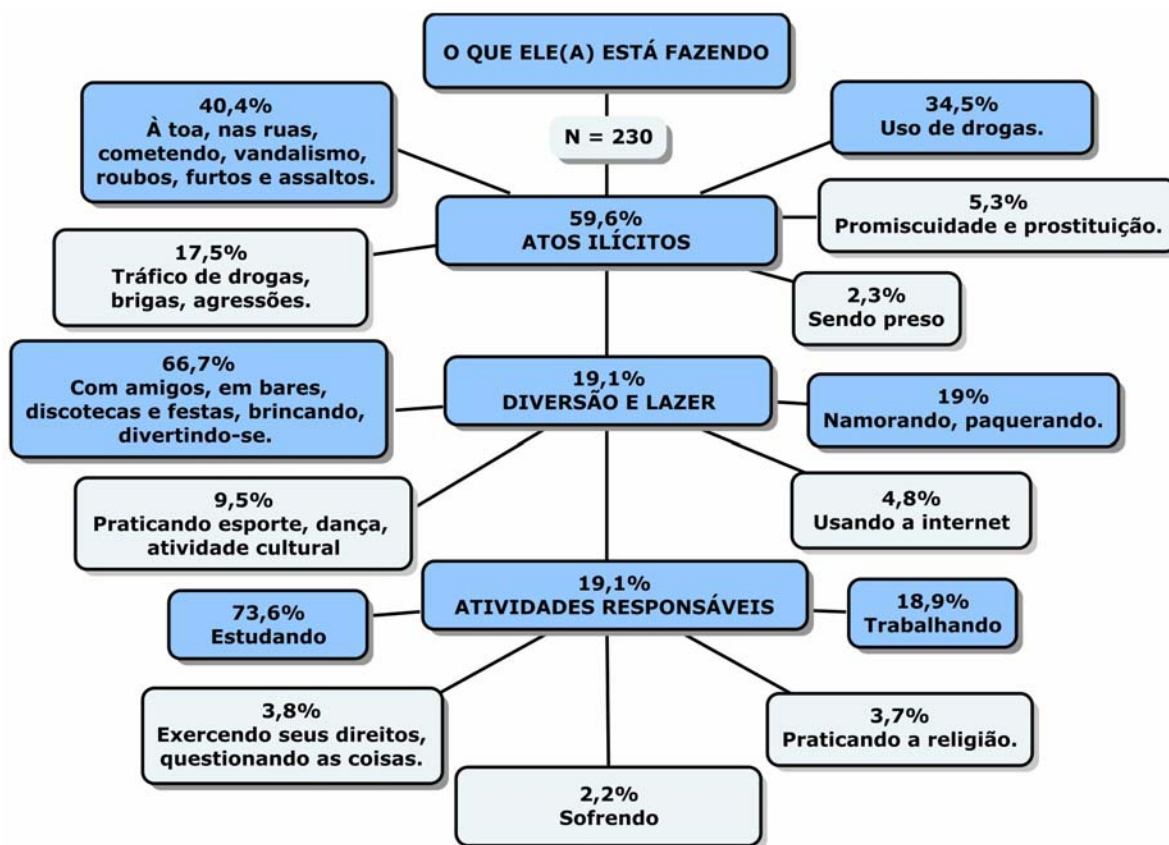 O QUE ELE(A) ESTÁ FAZENDO
N = 230
40,4%
À toa, nas ruas,
cometendo, vandalismo,
roubos, furtos e assaltos.
34,5%
Uso de drogas.
59,6%
ATOS ILÍCITOS
5,3%
Promiscuidade e prostituição.
17,5%
Tráfico de drogas,
brigas, agressões.
2,3%
Sendo preso
66,7%
Com amigos, em bares,
discotecas e festas, brincando,
divertindo-se.
19,1%
DIVERSÃO E LAZER
19%
Namorando, paquerando.
9,5%
Praticando esporte, dança,
atividade cultural
4,8%
Usando a internet
19,1%
ATIVIDADES RESPONSÁVEIS
73,6%
Estudando
18,9%
Trabalhando
3,8%
Exercendo seus direitos,
questionando as coisas.
3,7%
Praticando a religião.
2,2%
Sofrendo